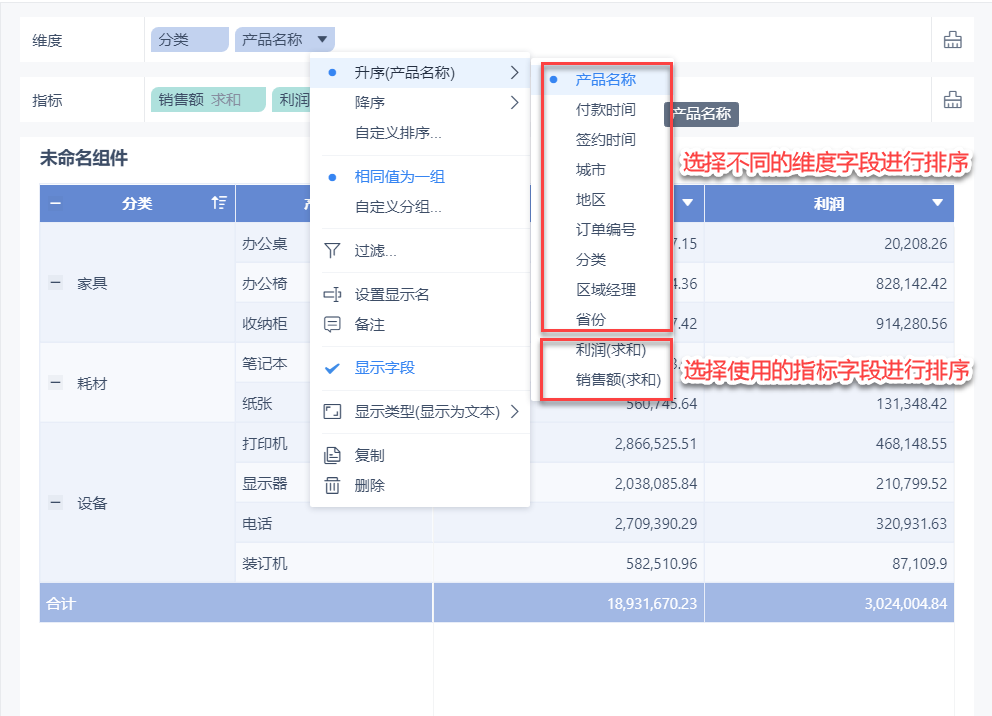 维度
分类
产品名称
指标
销售额 求和
利润
升序(产品名称)
降序
自定义排序...
相同值为一组
自定义分组...
过滤...
设置显示名
备注
显示字段
显示类型(显示为文本)
复制
删除
产品名称
付款时间
签约时间
城市
地区
订单编号
分类
区域经理
省份
利润(求和)
销售额(求和)
产品名称
选择不同的维度字段进行排序
选择使用的指标字段进行排序
未命名组件
分类 利润
家具 办公桌 7.15 20,208.26
办公椅 4.36 828,142.42
收纳柜 7.42 914,280.56
耗材 笔记本
纸张 560,745.64 131,348.42
设备 打印机 2,866,525.51 468,148.55
显示器 2,038,085.84 210,799.52
电话 2,709,390.29 320,931.63
装订机 582,510.96 87,109.9
合计 18,931,670.23 3,024,004.84